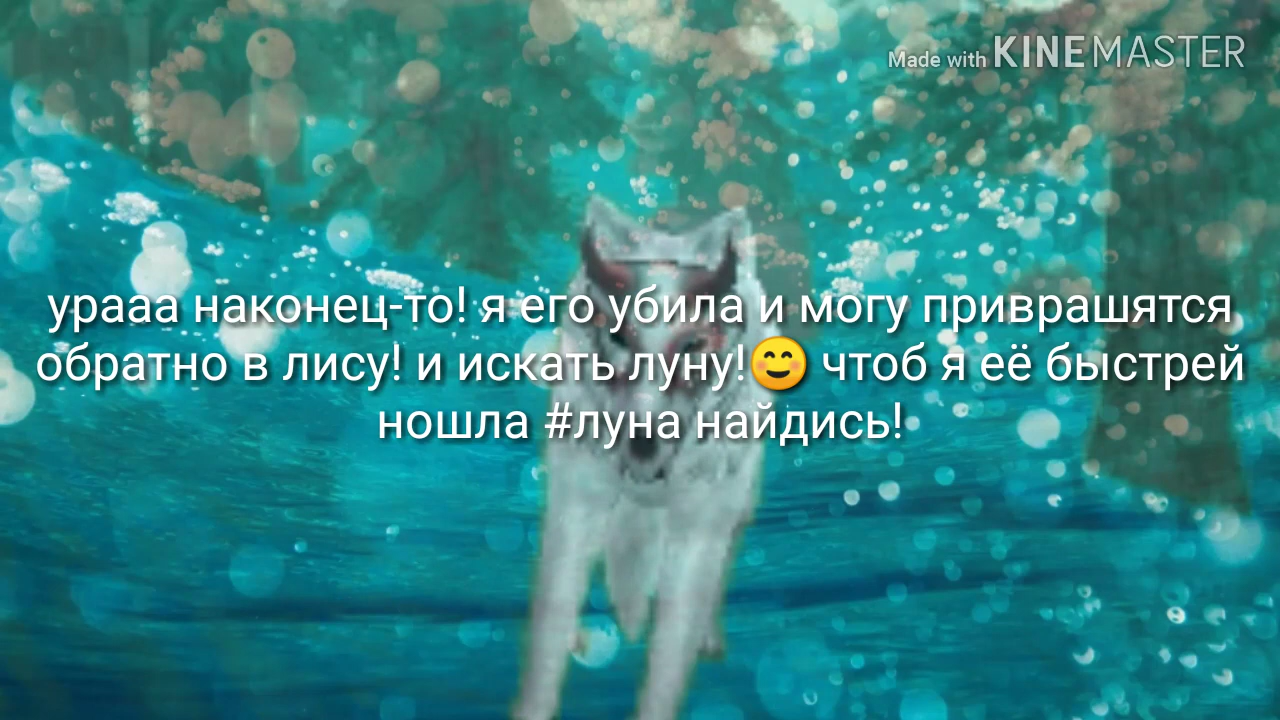 Made with KINEMASTER
урааа наконец-то! я его убила и могу приврашятся
обратно в лису! и искать луну!😊 чтоб я её быстрей
ношла #луна найдись!